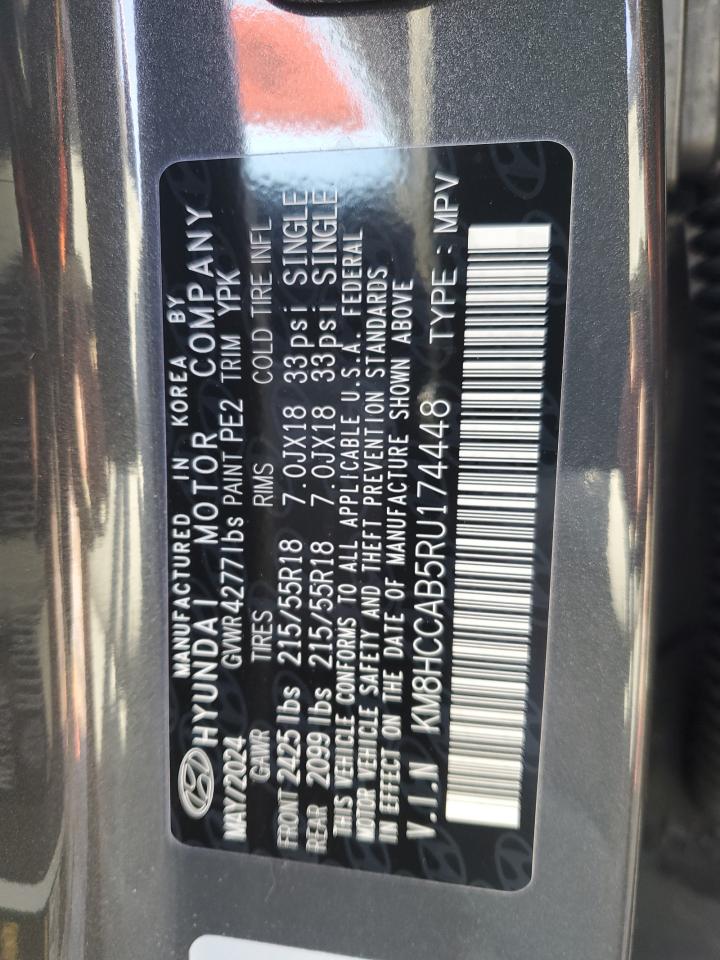 MANUFACTURED IN KOREA BY
HYUNDAI MOTOR COMPANY
MAY/2024 GVWR 4277 lbs PAINT PE2 TRIM YPK
GAWR TIRES RIMS COLD TIRE INFL
FRONT 2425 lbs 215/55R18 7.0JX18 33psi SINGLE
REAR 2099 lbs 215/55R18 7.0JX18 33psi SINGLE
THIS VEHICLE CONFORMS TO ALL APPLICABLE U.S.A. FEDERAL
MOTOR VEHICLE SAFETY AND THEFT PREVENTION STANDARDS
IN EFFECT ON THE DATE OF MANUFACTURE SHOWN ABOVE
V.I.N KM8HCCAB5RU174448 TYPE : MPV